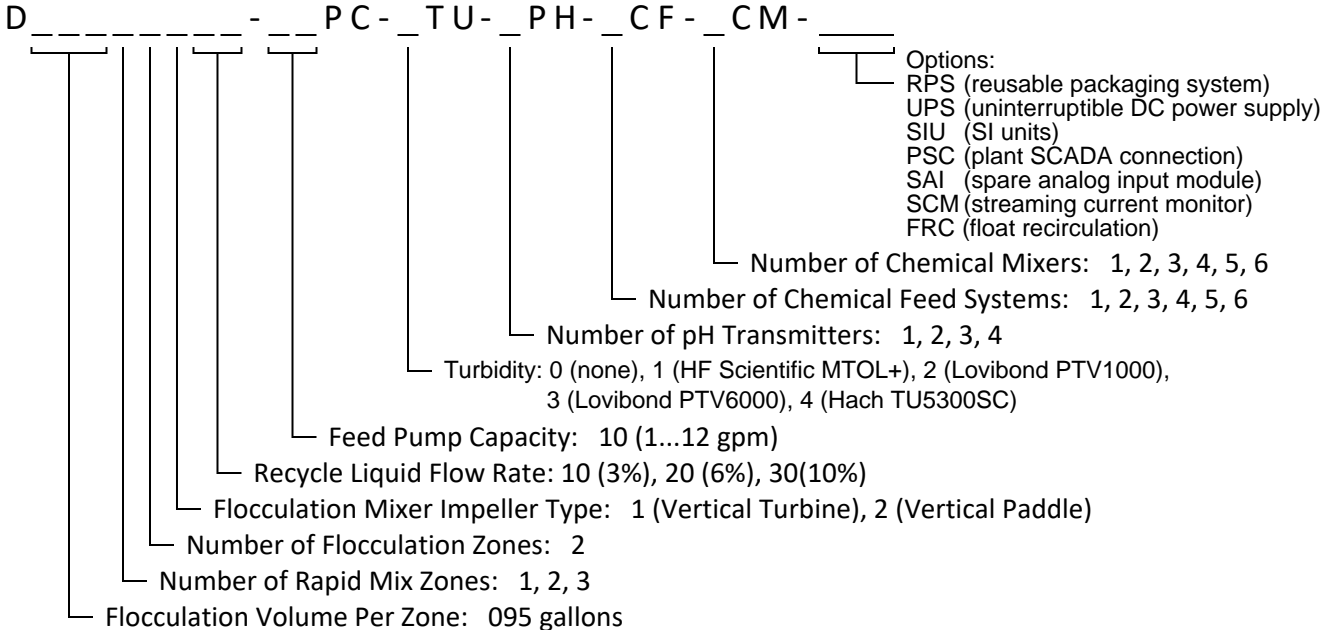 D________-__PC-_TU-_PH-_CF-_CM-___
Options:
RPS (reusable packaging system)
UPS (uninterruptible DC power supply)
SIU (SI units)
PSC (plant SCADA connection)
SAI (spare analog input module)
SCM (streaming current monitor)
FRC (float recirculation)
Number of Chemical Mixers: 1, 2, 3, 4, 5, 6
Number of Chemical Feed Systems: 1, 2, 3, 4, 5, 6
Number of pH Transmitters: 1, 2, 3, 4
Turbidity: 0 (none), 1 (HF Scientific MTOL+), 2 (Lovibond PTV1000),
3 (Lovibond PTV6000), 4 (Hach TU5300SC)
Feed Pump Capacity: 10 (1...12 gpm)
Recycle Liquid Flow Rate: 10 (3%), 20 (6%), 30(10%)
Flocculation Mixer Impeller Type: 1 (Vertical Turbine), 2 (Vertical Paddle)
Number of Flocculation Zones: 2
Number of Rapid Mix Zones: 1, 2, 3
Flocculation Volume Per Zone: 095 gallons